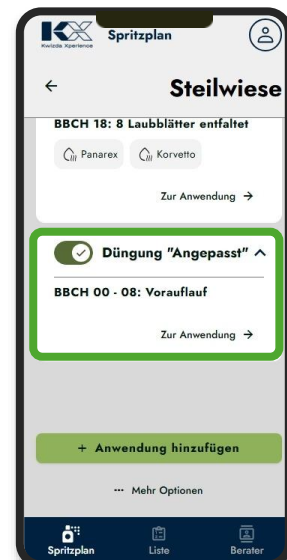 Kwizda Xperience
Spritzplan
Steilwiese
BBCH 18: 8 Laubblätter entfaltet
Panarex Korvetto
Zur Anwendung →
Düngung "Angepasst"
BBCH 00 - 08: Vorauflauf
Zur Anwendung →
+ Anwendung hinzufügen
··· Mehr Optionen
Spritzplan Liste Berater